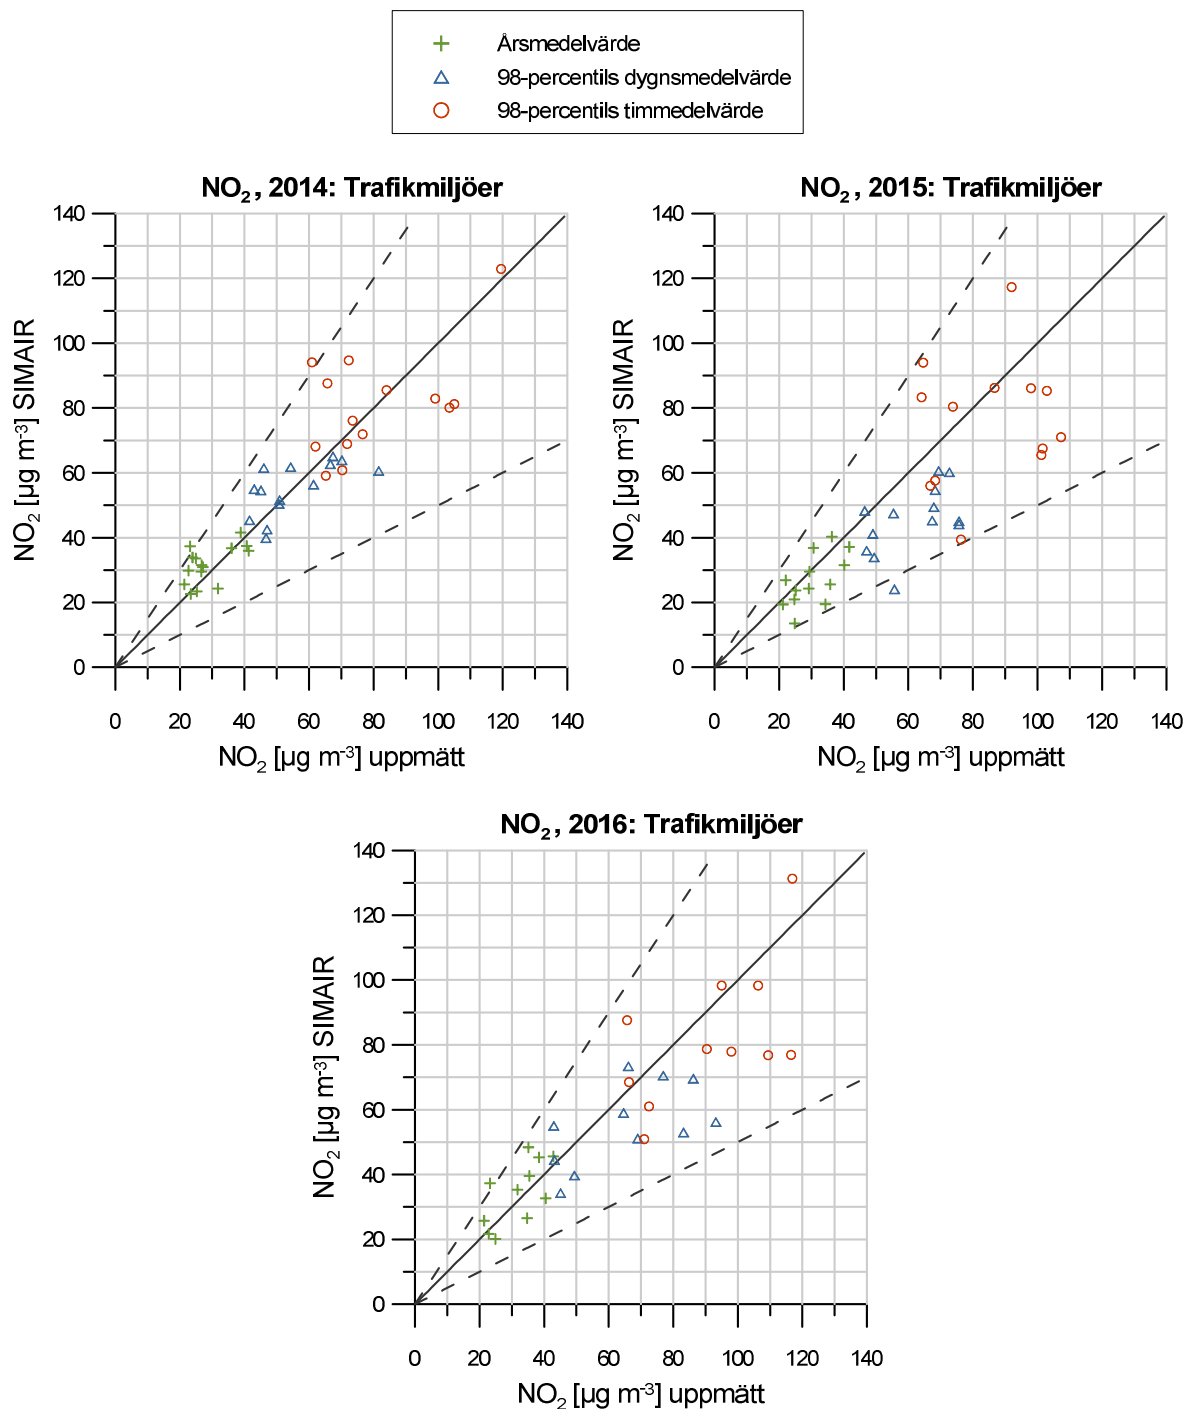 Årsmedelvärde
98-percentils dygnsmedelvärde
98-percentils timmedelvärde
NO₂, 2014: Trafikmiljöer
140
120
100
80
60
40
20
0
NO₂ [µg m⁻³] SIMAIR
0 20 40 60 80 100 120 140
NO₂ [µg m⁻³] uppmätt
NO₂, 2015: Trafikmiljöer
140
120
100
80
60
40
20
0
NO₂ [µg m⁻³] SIMAIR
0 20 40 60 80 100 120 140
NO₂ [µg m⁻³] uppmätt
NO₂, 2016: Trafikmiljöer
140
120
100
80
60
40
20
0
NO₂ [µg m⁻³] SIMAIR
0 20 40 60 80 100 120 140
NO₂ [µg m⁻³] uppmätt